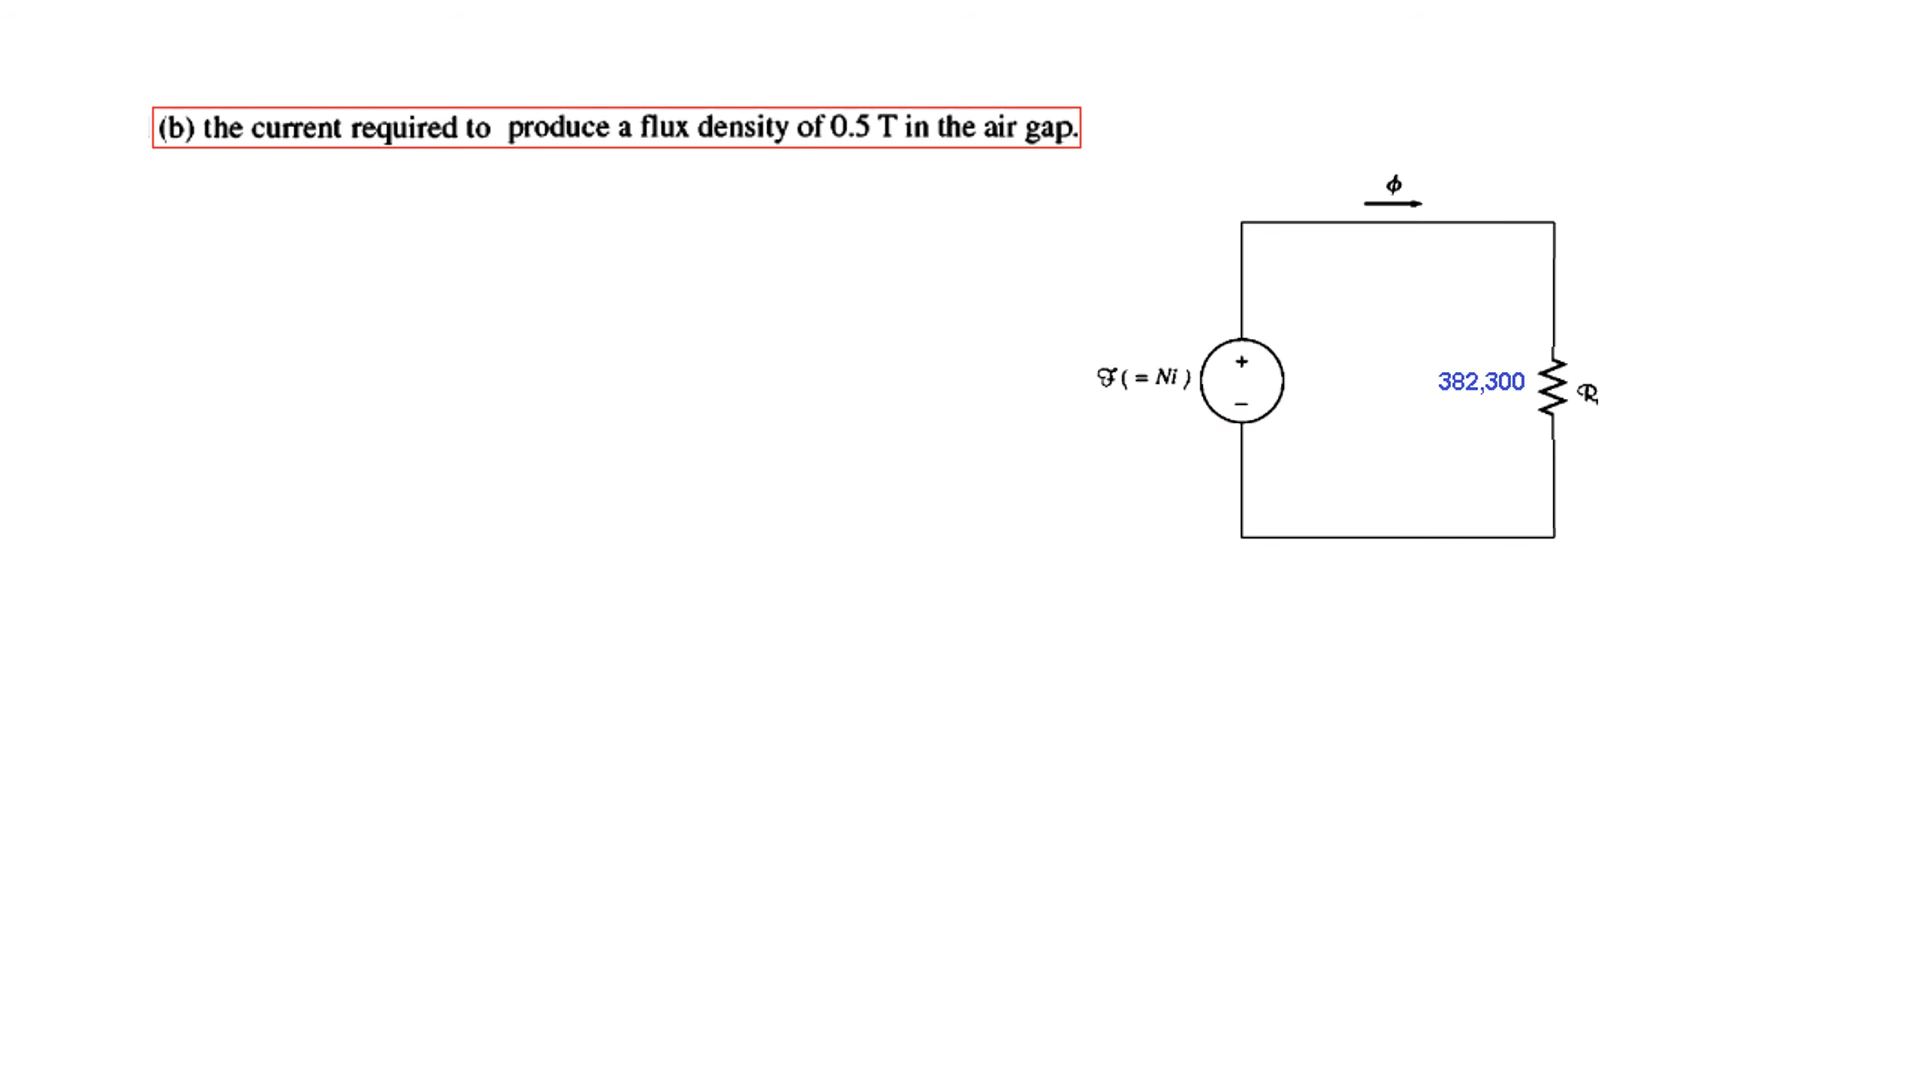 (b) the current required to produce a flux density of 0.5 T in the air gap.
ϕ
ℱ ( = Ni )
+
−
382,300
ℛ